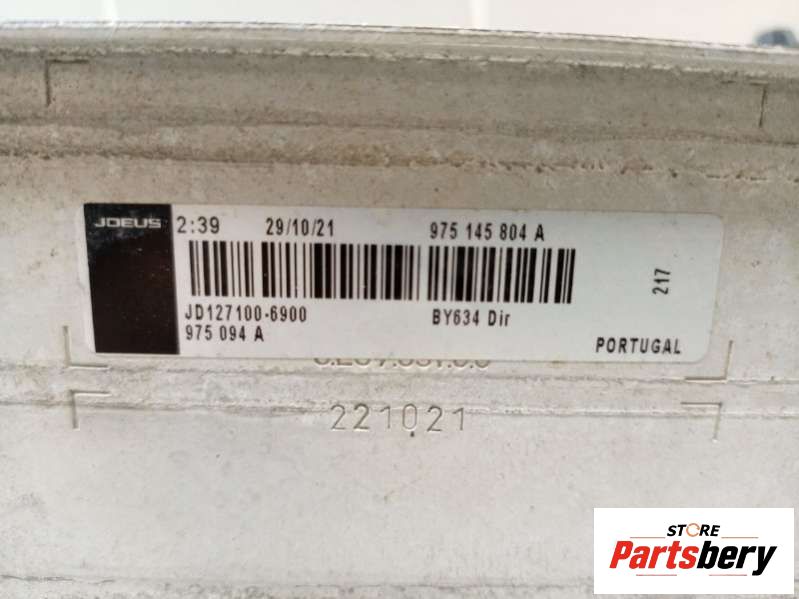 JDEUS 2:39 29/10/21 975 145 804 A
217
JD127100-6900 BY634 Dir
975 094 A PORTUGAL
221021
STORE
Partsbery